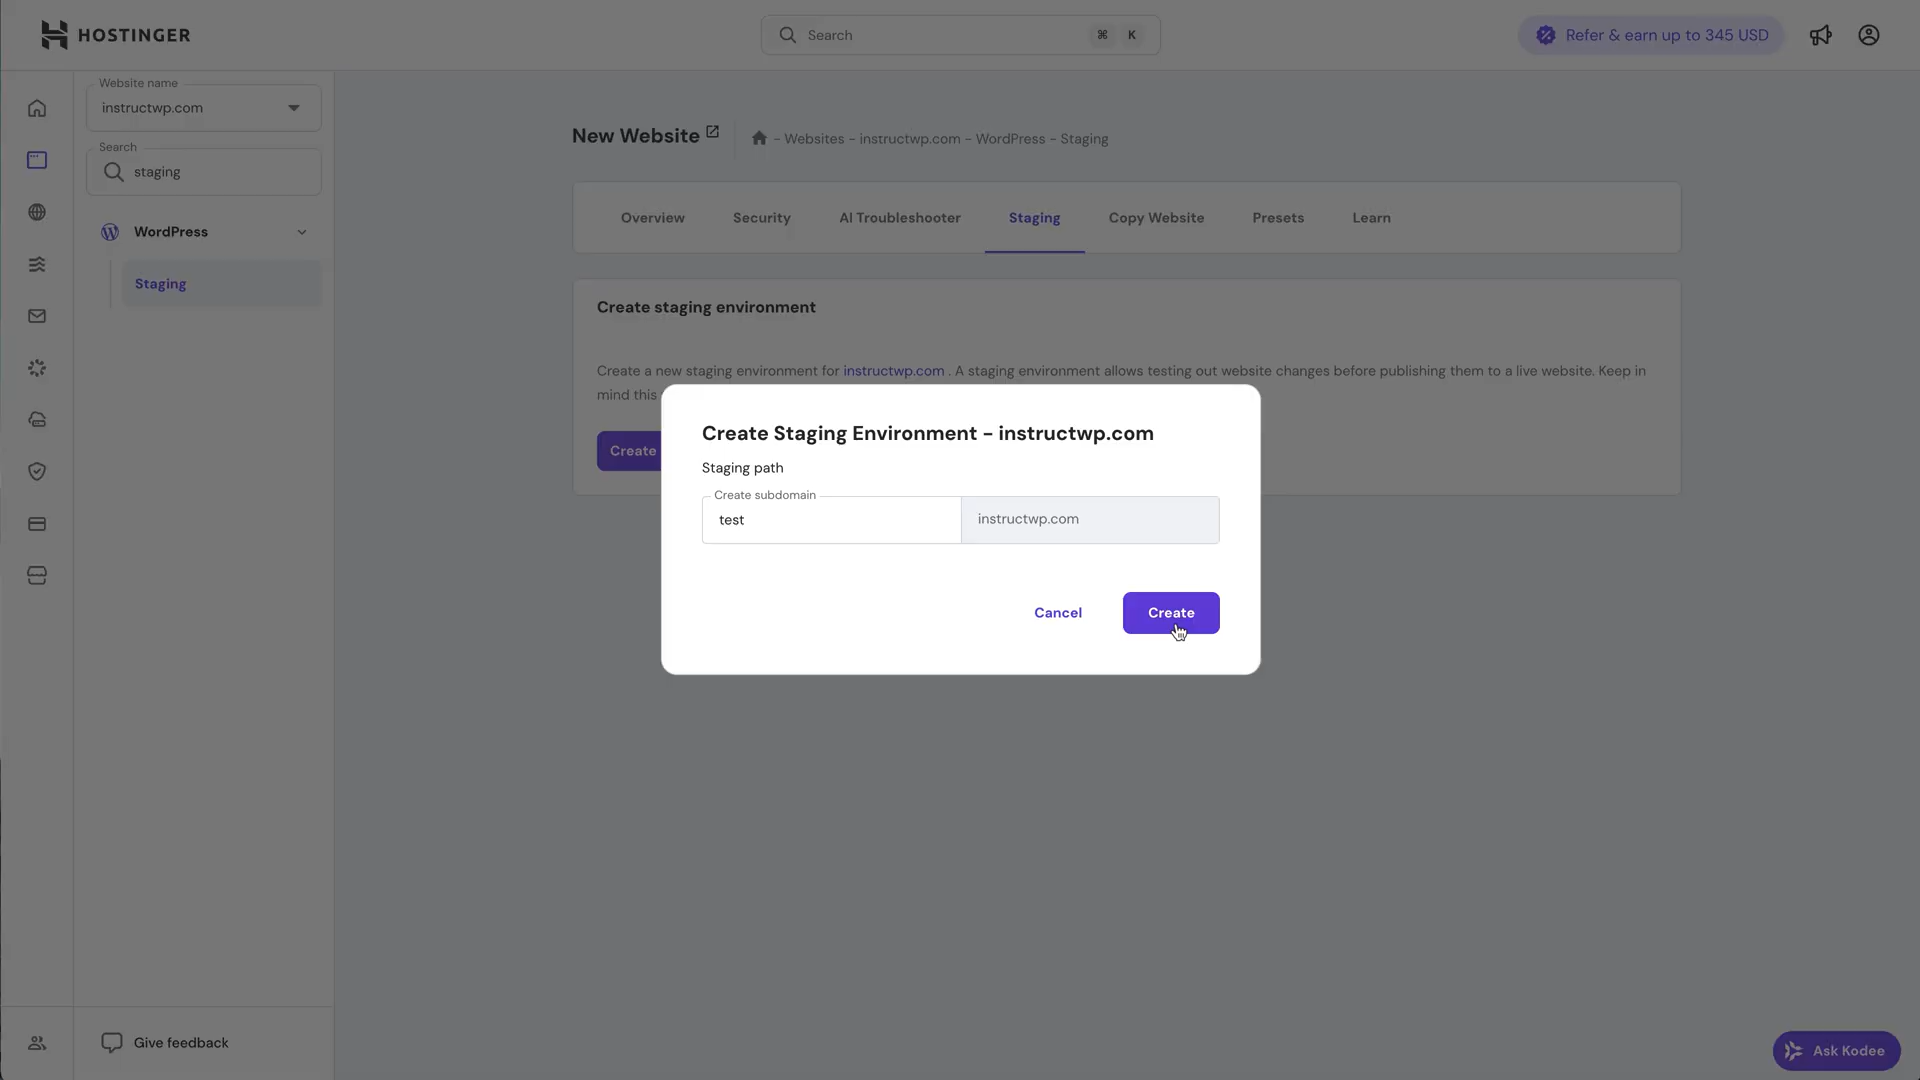 HOSTINGER
Search
⌘ K
Refer & earn up to 345 USD
Website name
instructwp.com
Search
staging
WordPress
Staging
New Website
- Websites - instructwp.com - WordPress - Staging
Overview
Security
AI Troubleshooter
Staging
Copy Website
Presets
Learn
Create staging environment
Create a new staging environment for instructwp.com . A staging environment allows testing out website changes before publishing them to a live website. Keep in
mind this
Create
Create Staging Environment - instructwp.com
Staging path
Create subdomain
test
instructwp.com
Cancel
Create
Give feedback
Ask Kodee